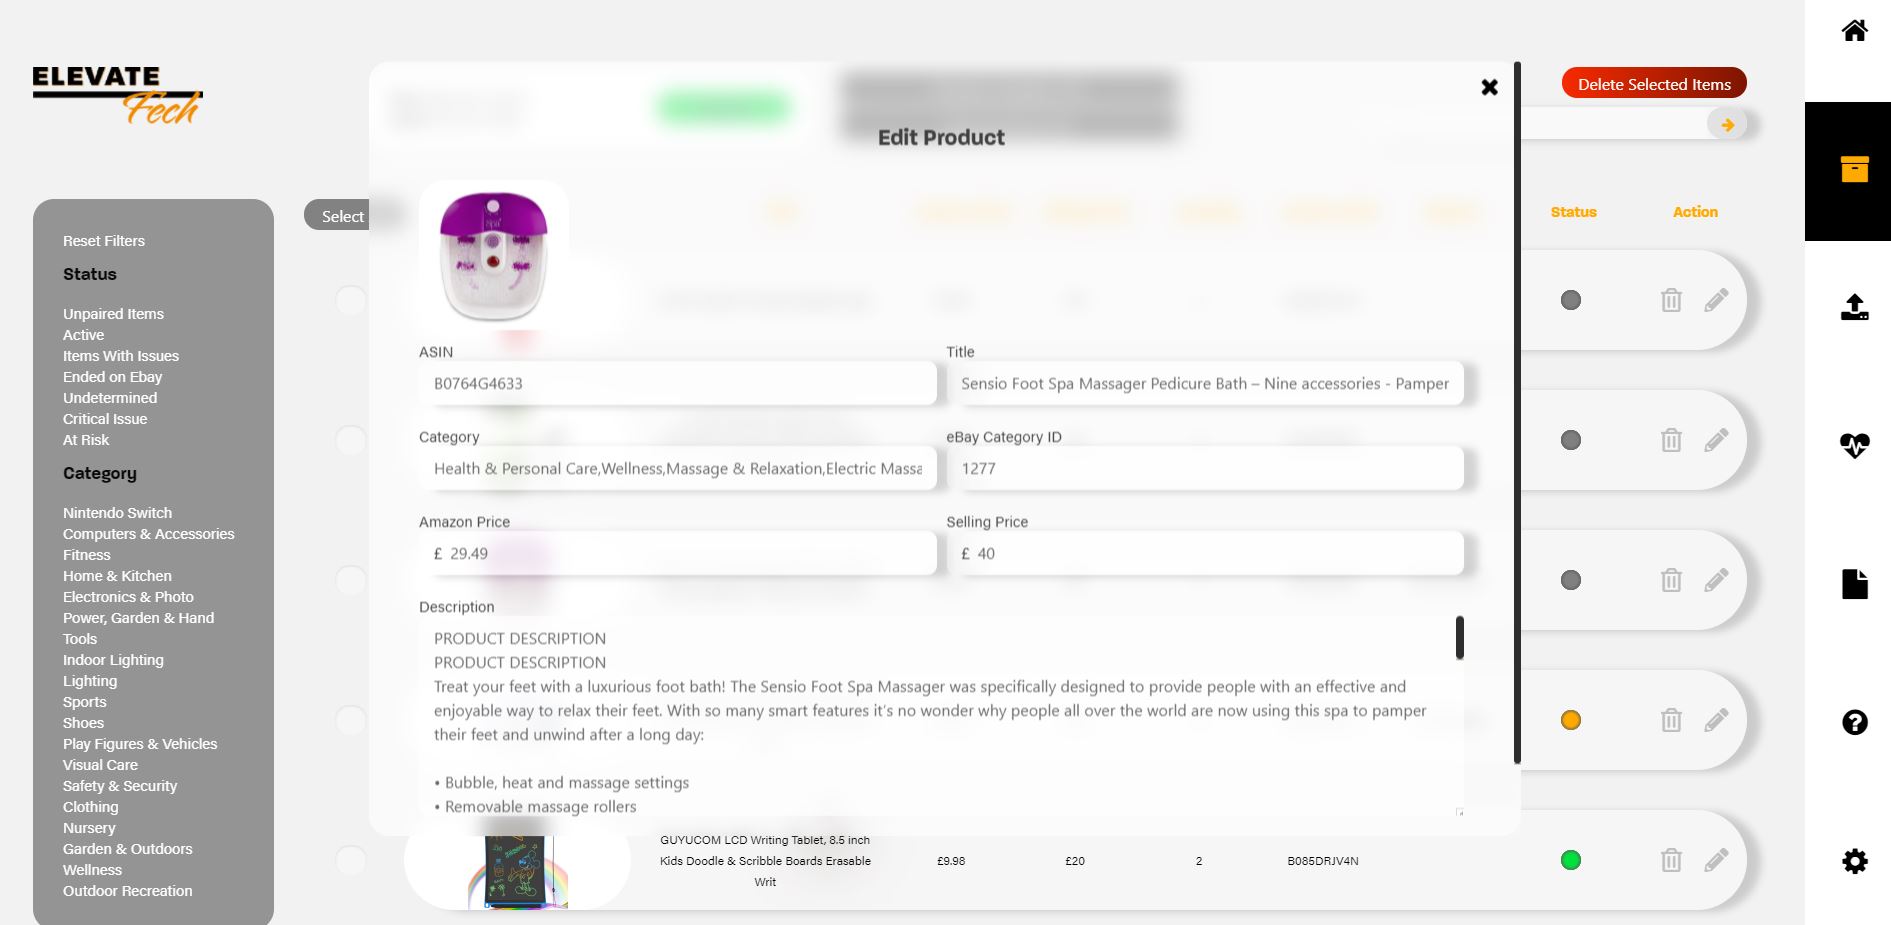 ELEVATE
Fech
Delete Selected Items
Edit Product
Select
Status
Action
Reset Filters
Status
Unpaired Items
Active
Items With Issues
Ended on Ebay
Undetermined
Critical Issue
At Risk
Category
Nintendo Switch
Computers & Accessories
Fitness
Home & Kitchen
Electronics & Photo
Power, Garden & Hand
Tools
Indoor Lighting
Lighting
Sports
Shoes
Play Figures & Vehicles
Visual Care
Safety & Security
Clothing
Nursery
Garden & Outdoors
Wellness
Outdoor Recreation
ASIN
B0764G4633
Title
Sensio Foot Spa Massager Pedicure Bath – Nine accessories - Pamper
Category
Health & Personal Care,Wellness,Massage & Relaxation,Electric Massa
eBay Category ID
1277
Amazon Price
£ 29.49
Selling Price
£ 40
Description
PRODUCT DESCRIPTION
PRODUCT DESCRIPTION
Treat your feet with a luxurious foot bath! The Sensio Foot Spa Massager was specifically designed to provide people with an effective and
enjoyable way to relax their feet. With so many smart features it's no wonder why people all over the world are now using this spa to pamper
their feet and unwind after a long day:
• Bubble, heat and massage settings
• Removable massage rollers
GUYUCOM LCD Writing Tablet, 8.5 inch
Kids Doodle & Scribble Boards Erasable
Writ
£9.98
£20
2
B085DRJV4N